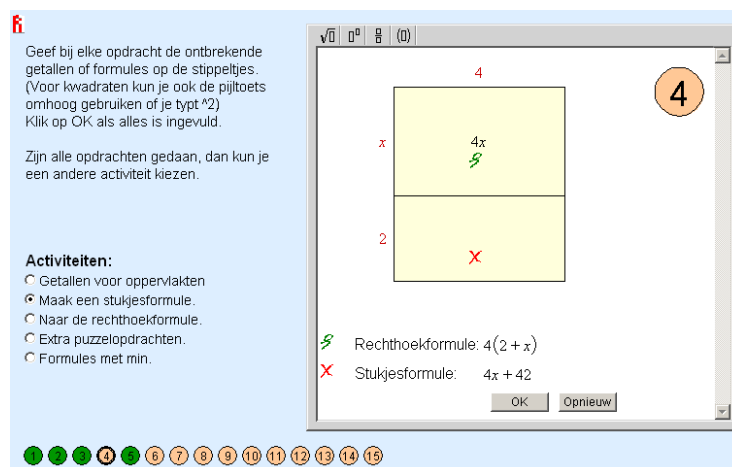 Geef bij elke opdracht de ontbrekende
getallen of formules op de stippeltjes.
(Voor kwadraten kun je ook de pijltoets
omhoog gebruiken of je typt ^2)
Klik op OK als alles is ingevuld.
Zijn alle opdrachten gedaan, dan kun je
een andere activiteit kiezen.
Activiteiten:
Getallen voor oppervlakten
Maak een stukjesformule.
Naar de rechthoekformule.
Extra puzzelopdrachten.
Formules met min.
4
4
x
4x
2
Rechthoekformule: 4(2 + x)
Stukjesformule: 4x + 42
OK Opnieuw
1 2 3 4 5 6 7 8 9 10 11 12 13 14 15